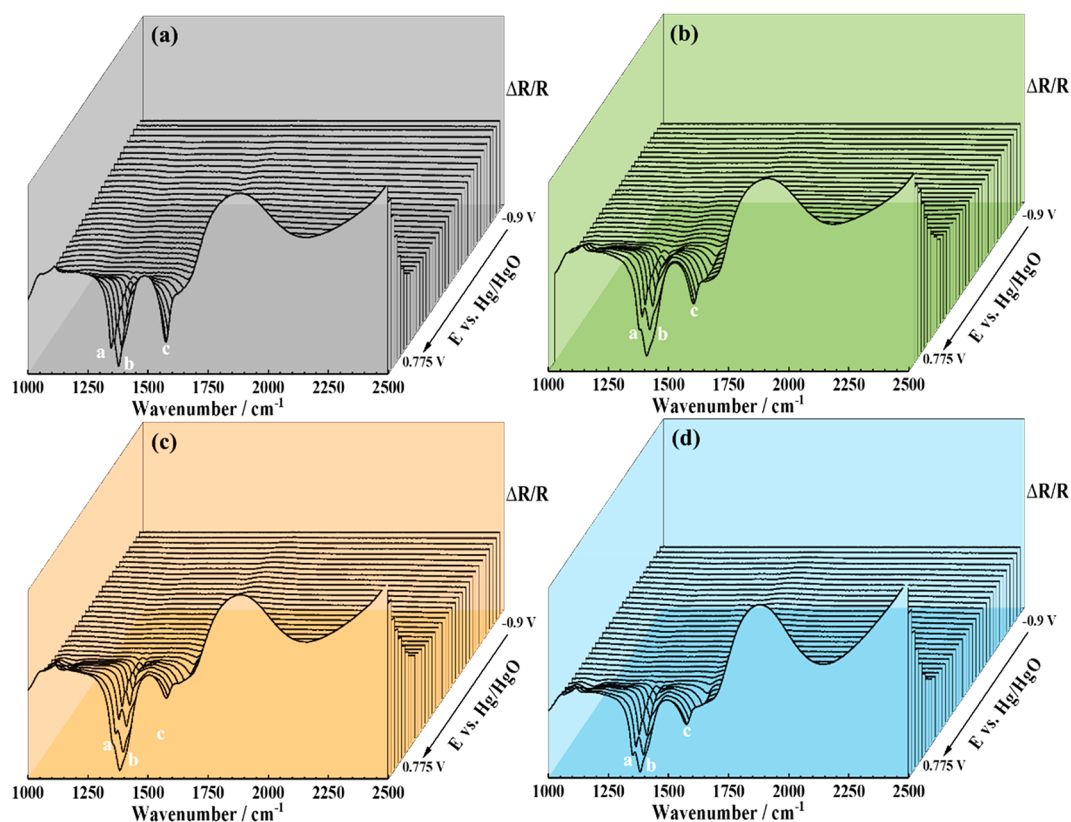 (a)
ΔR/R
-0.9 V
E vs. Hg/HgO
0.775 V
a
b
c
1000 1250 1500 1750 2000 2250 2500
Wavenumber / cm⁻¹
(b)
ΔR/R
-0.9 V
E vs. Hg/HgO
0.775 V
a
b
c
1000 1250 1500 1750 2000 2250 2500
Wavenumber / cm⁻¹
(c)
ΔR/R
-0.9 V
E vs. Hg/HgO
0.775 V
a
b
c
1000 1250 1500 1750 2000 2250 2500
Wavenumber / cm⁻¹
(d)
ΔR/R
-0.9 V
E vs. Hg/HgO
0.775 V
a
b
c
1000 1250 1500 1750 2000 2250 2500
Wavenumber / cm⁻¹